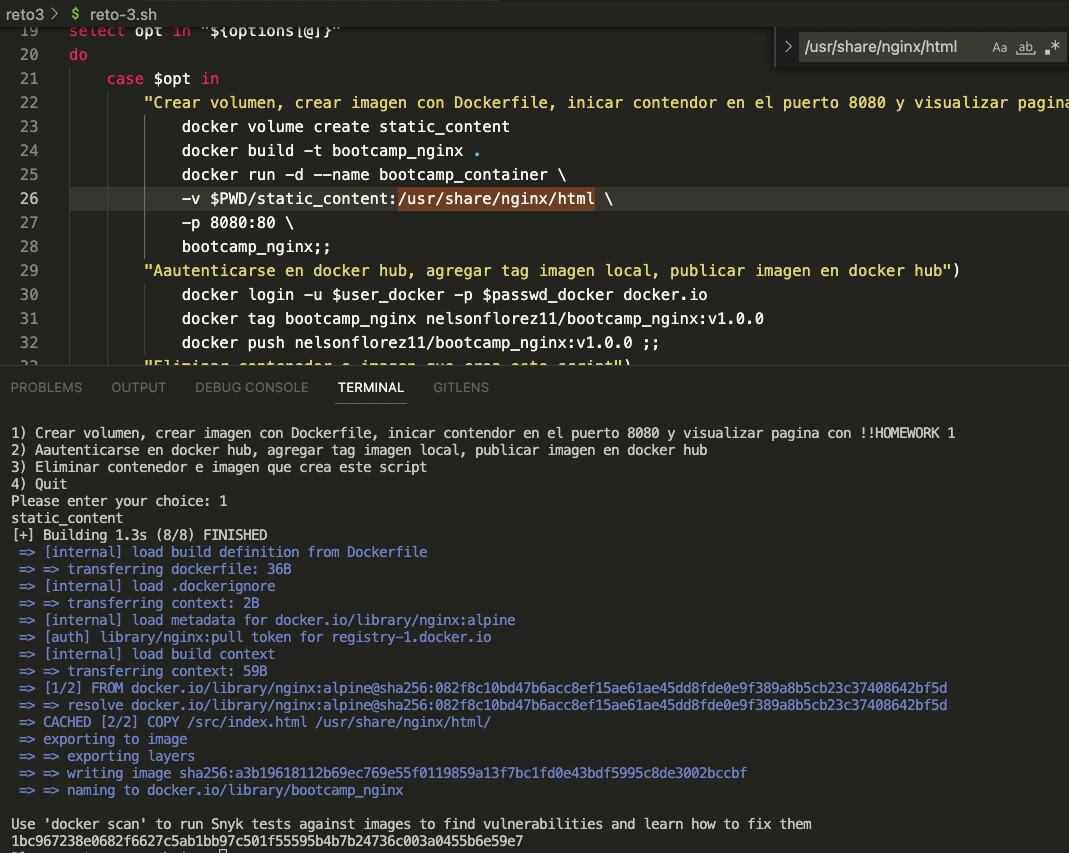 reto3 > $ reto-3.sh
19 select opt in "${options[@]}"
/usr/share/nginx/html Aa ab .*
20 do
21 case $opt in
22 "Crear volumen, crear imagen con Dockerfile, inicar contendor en el puerto 8080 y visualizar pagina
23 docker volume create static_content
24 docker build -t bootcamp_nginx .
25 docker run -d --name bootcamp_container \
26 -v $PWD/static_content:/usr/share/nginx/html \
27 -p 8080:80 \
28 bootcamp_nginx;;
29 "Aautenticarse en docker hub, agregar tag imagen local, publicar imagen en docker hub")
30 docker login -u $user_docker -p $passwd_docker docker.io
31 docker tag bootcamp_nginx nelsonflorez11/bootcamp_nginx:v1.0.0
32 docker push nelsonflorez11/bootcamp_nginx:v1.0.0 ;;
33 "Eliminar contenedor e imagen que crea este script")
PROBLEMS OUTPUT DEBUG CONSOLE TERMINAL GITLENS
1) Crear volumen, crear imagen con Dockerfile, inicar contendor en el puerto 8080 y visualizar pagina con !!HOMEWORK 1
2) Aautenticarse en docker hub, agregar tag imagen local, publicar imagen en docker hub
3) Eliminar contenedor e imagen que crea este script
4) Quit
Please enter your choice: 1
static_content
[+] Building 1.3s (8/8) FINISHED
=> [internal] load build definition from Dockerfile
=> => transferring dockerfile: 36B
=> [internal] load .dockerignore
=> => transferring context: 2B
=> [internal] load metadata for docker.io/library/nginx:alpine
=> [auth] library/nginx:pull token for registry-1.docker.io
=> [internal] load build context
=> => transferring context: 59B
=> [1/2] FROM docker.io/library/nginx:alpine@sha256:082f8c10bd47b6acc8ef15ae61ae45dd8fde0e9f389a8b5cb23c37408642bf5d
=> => resolve docker.io/library/nginx:alpine@sha256:082f8c10bd47b6acc8ef15ae61ae45dd8fde0e9f389a8b5cb23c37408642bf5d
=> CACHED [2/2] COPY /src/index.html /usr/share/nginx/html/
=> exporting to image
=> => exporting layers
=> => writing image sha256:a3b19618112b69ec769e55f0119859a13f7bc1fd0e43bdf5995c8de3002bccbf
=> => naming to docker.io/library/bootcamp_nginx
Use 'docker scan' to run Snyk tests against images to find vulnerabilities and learn how to fix them
1bc967238e0682f6627c5ab1bb97c501f55595b4b7b24736c003a0455b6e59e7